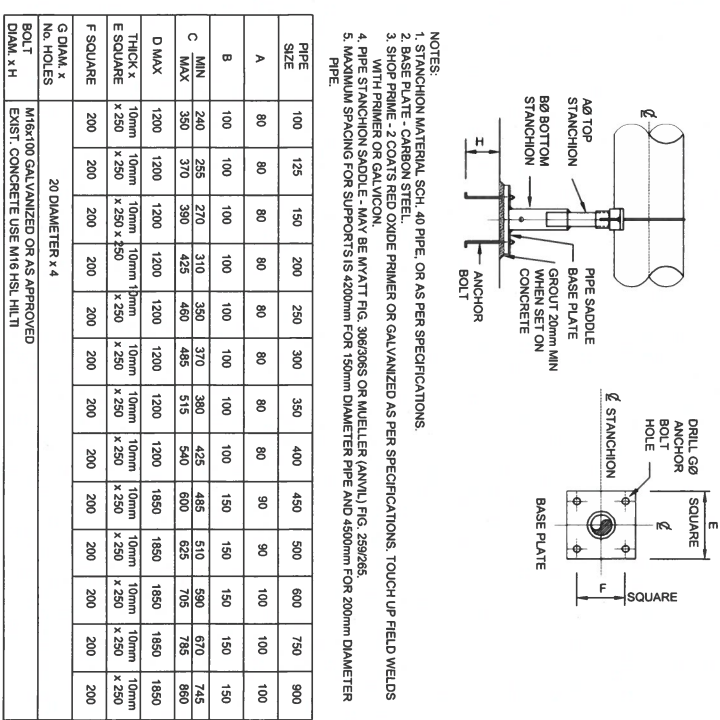 AØ TOP
STANCHION
BØ BOTTOM
STANCHION
H
PIPE SADDLE
BASE PLATE
GROUT 20mm MIN
WHEN SET ON
CONCRETE
ANCHOR
BOLT
DRILL GØ
ANCHOR
BOLT
HOLE
℄ STANCHION
E
SQUARE
℄
F
SQUARE
BASE PLATE
NOTES:
1. STANCHION MATERIAL SCH. 40 PIPE, OR AS PER SPECIFICATIONS.
2. BASE PLATE - CARBON STEEL.
3. SHOP PRIME - 2 COATS RED OXIDE PRIMER OR GALVANIZED AS PER SPECIFICATIONS. TOUCH UP FIELD WELDS
WITH PRIMER OR GALVICON.
4. PIPE STANCHION SADDLE - MAY BE MYATT FIG. 306/306S OR MUELLER (ANVIL) FIG. 259/265.
5. MAXIMUM SPACING FOR SUPPORTS IS 4200mm FOR 150mm DIAMETER PIPE AND 4500mm FOR 200mm DIAMETER
PIPE.
PIPE SIZE 100 125 150 200 250 300 350 400 450 500 600 750 900
A 80 80 80 80 80 80 80 80 90 90 100 100 100
B 100 100 100 100 100 100 100 100 150 150 150 150 150
C MIN 240 255 270 310 350 370 380 425 485 510 590 670 745
MAX 350 370 390 425 460 485 515 540 600 625 705 785 860
D MAX 1200 1200 1200 1200 1200 1200 1200 1200 1850 1850 1850 1850 1850
THICK x 10mm 10mm 10mm 10mm 10mm 10mm 10mm 10mm 10mm 10mm 10mm 10mm 10mm
E SQUARE x 250 x 250 x 250 x 250 x 250 x 250 x 250 x 250 x 250 x 250 x 250 x 250 x 250
F SQUARE 200 200 200 200 200 200 200 200 200 200 200 200 200
G DIAM. x
No. HOLES
20 DIAMETER x 4
BOLT
DIAM. x H
M16x100 GALVANIZED OR AS APPROVED
EXIST. CONCRETE USE M16 HSL HILTI